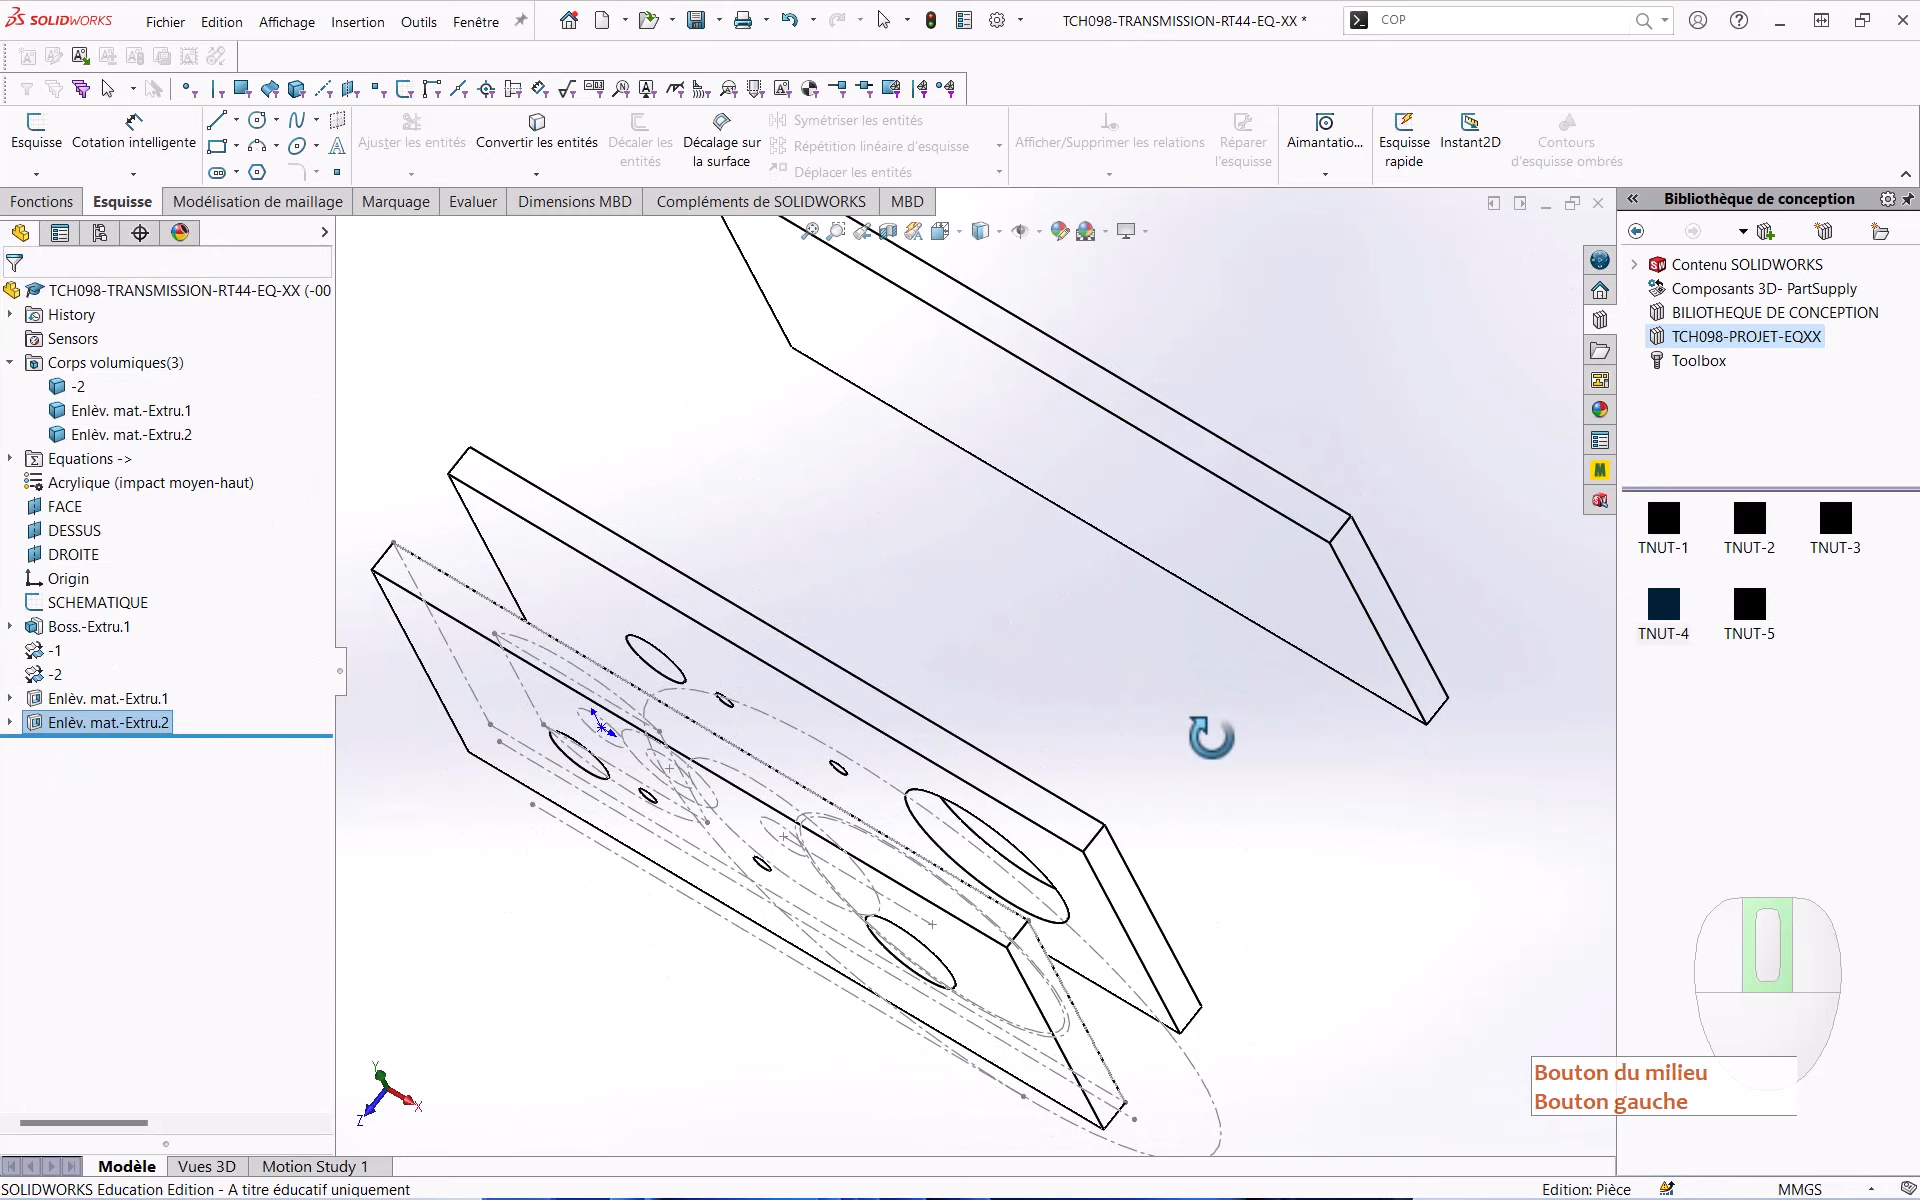 SOLIDWORKS
Fichier Edition Affichage Insertion Outils Fenêtre
TCH098-TRANSMISSION-RT44-EQ-XX *
COP
Esquisse
Cotation intelligente
Ajuster les entités
Convertir les entités
Décaler les entités
Décalage sur la surface
Symétriser les entités
Répétition linéaire d'esquisse
Déplacer les entités
Afficher/Supprimer les relations
Réparer l'esquisse
Aimantatio...
Esquisse rapide
Instant2D
Contours d'esquisse ombrés
Fonctions Esquisse Modélisation de maillage Marquage Evaluer Dimensions MBD Compléments de SOLIDWORKS MBD
TCH098-TRANSMISSION-RT44-EQ-XX (-00
History
Sensors
Corps volumiques(3)
-2
Enlèv. mat.-Extru.1
Enlèv. mat.-Extru.2
Equations ->
Acrylique (impact moyen-haut)
FACE
DESSUS
DROITE
Origin
SCHEMATIQUE
Boss.-Extru.1
-1
-2
Enlèv. mat.-Extru.1
Enlèv. mat.-Extru.2
Y
X
Z
Bibliothèque de conception
Contenu SOLIDWORKS
Composants 3D- PartSupply
BILIOTHEQUE DE CONCEPTION
TCH098-PROJET-EQXX
Toolbox
TNUT-1 TNUT-2 TNUT-3
TNUT-4 TNUT-5
Bouton du milieu
Bouton gauche
Modèle Vues 3D Motion Study 1
SOLIDWORKS Education Edition - A titre éducatif uniquement
Edition: Pièce
MMGS